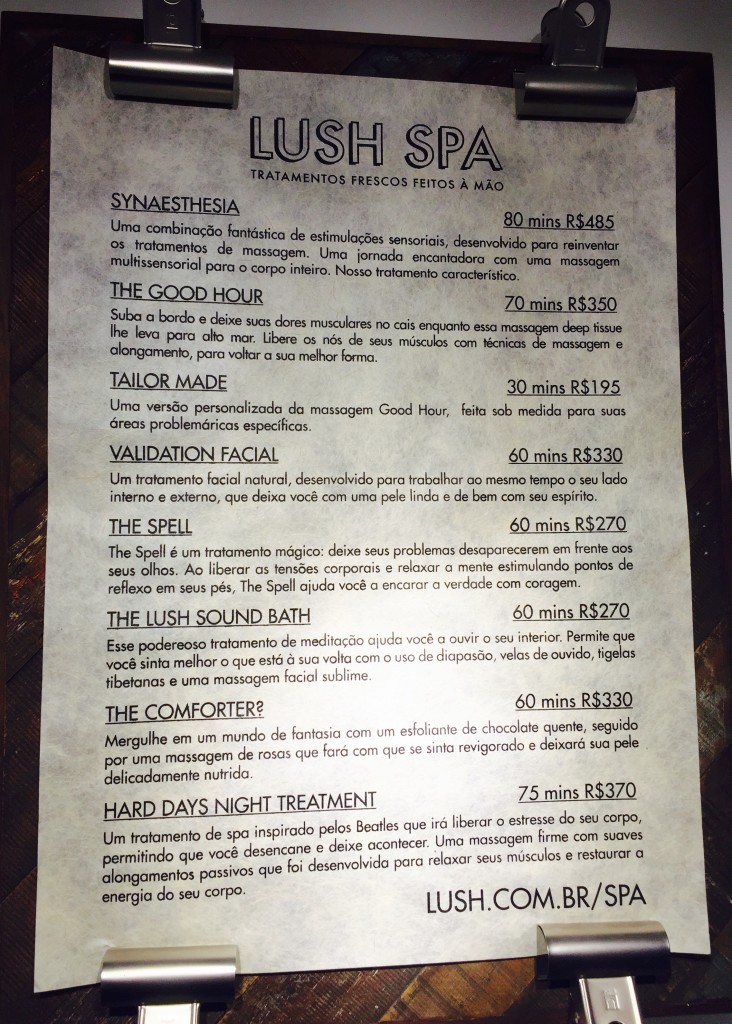 LUSH SPA
TRATAMENTOS FRESCOS FEITOS À MÃO
SYNAESTHESIA 80 mins R$485
Uma combinação fantástica de estimulações sensoriais, desenvolvido para reinventar
os tratamentos de massagem. Uma jornada encantadora com uma massagem
multissensorial para o corpo inteiro. Nosso tratamento característico.
THE GOOD HOUR 70 mins R$350
Suba a bordo e deixe suas dores musculares no cais enquanto essa massagem deep tissue
lhe leva para alto mar. Libere os nós de seus músculos com técnicas de massagem e
alongamento, para voltar a sua melhor forma.
TAILOR MADE 30 mins R$195
Uma versão personalizada da massagem Good Hour, feita sob medida para suas
áreas problemáricas específicas.
VALIDATION FACIAL 60 mins R$330
Um tratamento facial natural, desenvolvido para trabalhar ao mesmo tempo o seu lado
interno e externo, que deixa você com uma pele linda e de bem com seu espírito.
THE SPELL 60 mins R$270
The Spell é um tratamento mágico: deixe seus problemas desaparecerem em frente aos
seus olhos. Ao liberar as tensões corporais e relaxar a mente estimulando pontos de
reflexo em seus pés, The Spell ajuda você a encarar a verdade com coragem.
THE LUSH SOUND BATH 60 mins R$270
Esse podereoso tratamento de meditação ajuda você a ouvir o seu interior. Permite que
você sinta melhor o que está à sua volta com o uso de diapasão, velas de ouvido, tigelas
tibetanas e uma massagem facial sublime.
THE COMFORTER? 60 mins R$330
Mergulhe em um mundo de fantasia com um esfoliante de chocolate quente, seguido
por uma massagem de rosas que fará com que se sinta revigorado e deixará sua pele
delicadamente nutrida.
HARD DAYS NIGHT TREATMENT 75 mins R$370
Um tratamento de spa inspirado pelos Beatles que irá liberar o estresse do seu corpo,
permitindo que você desencane e deixe acontecer. Uma massagem firme com suaves
alongamentos passivos que foi desenvolvida para relaxar seus músculos e restaurar a
energia do seu corpo.
LUSH.COM.BR/SPA